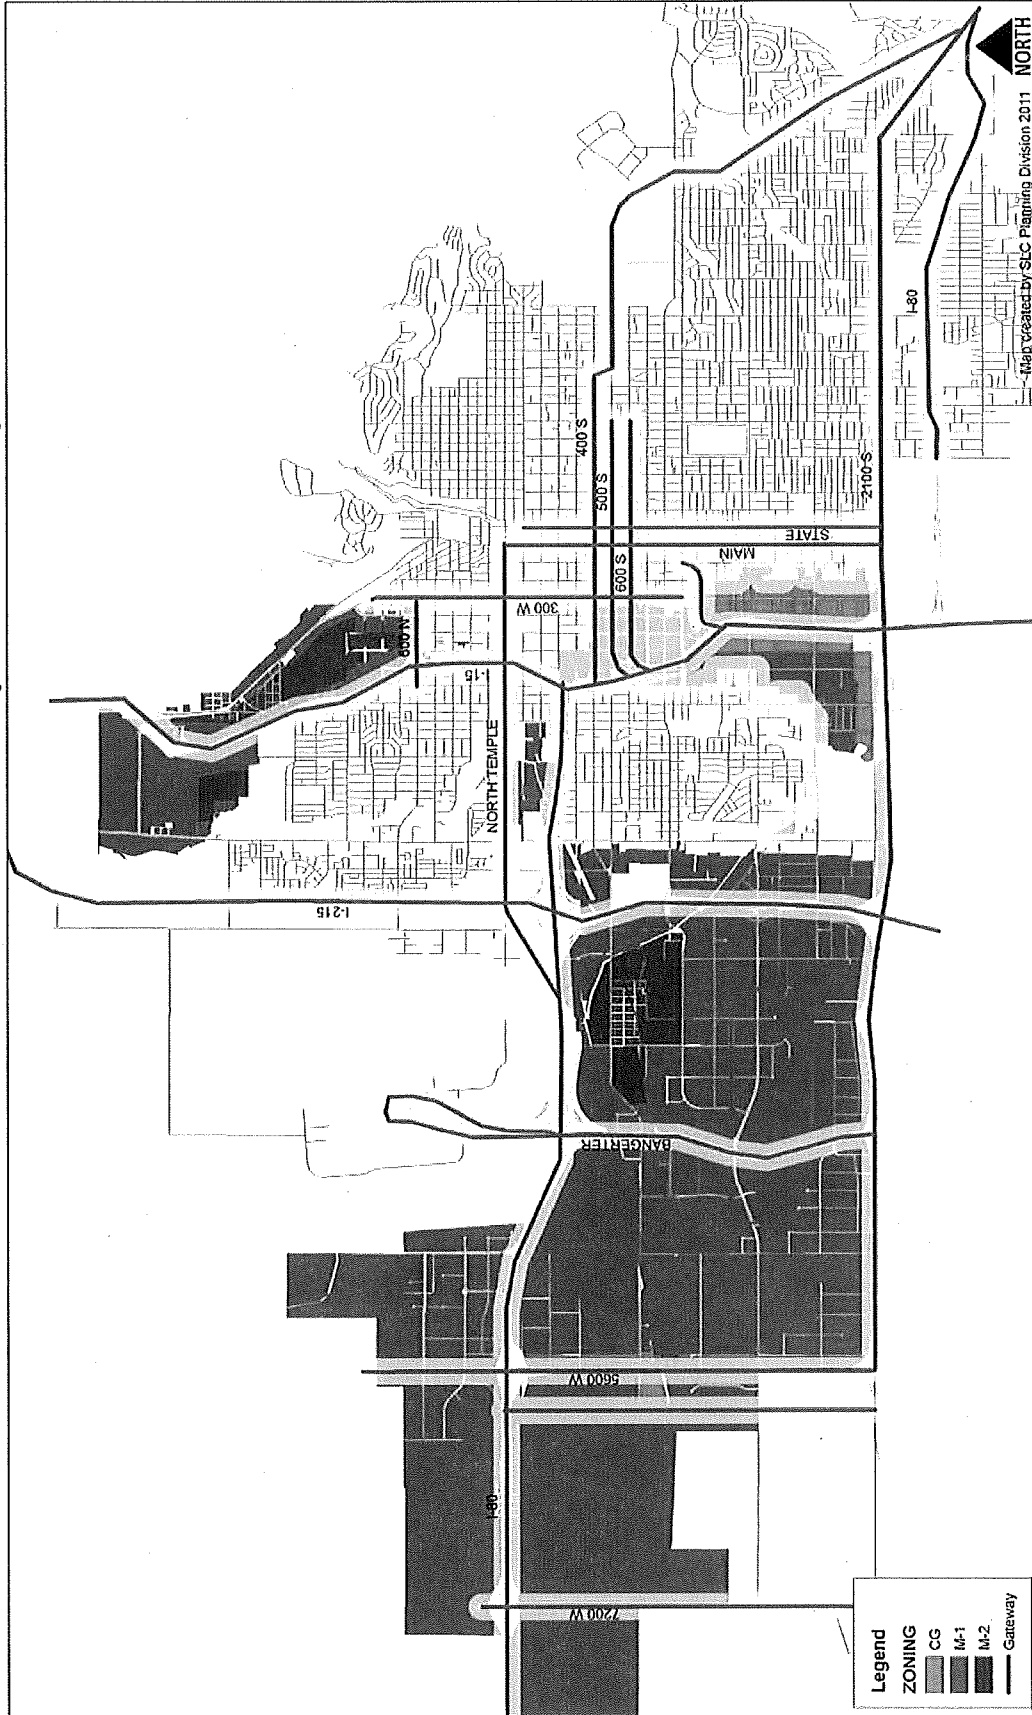 I-215
I-15
600 N
300 W
NORTH TEMPLE
400 S
500 S
600 S
MAIN
STATE
2100 S
I-80
BANGERTER
5600 W
I-80
7200 W
Legend
ZONING
CG
M-1
M-2
Gateway
Map created by SLC Planning Division 2011
NORTH